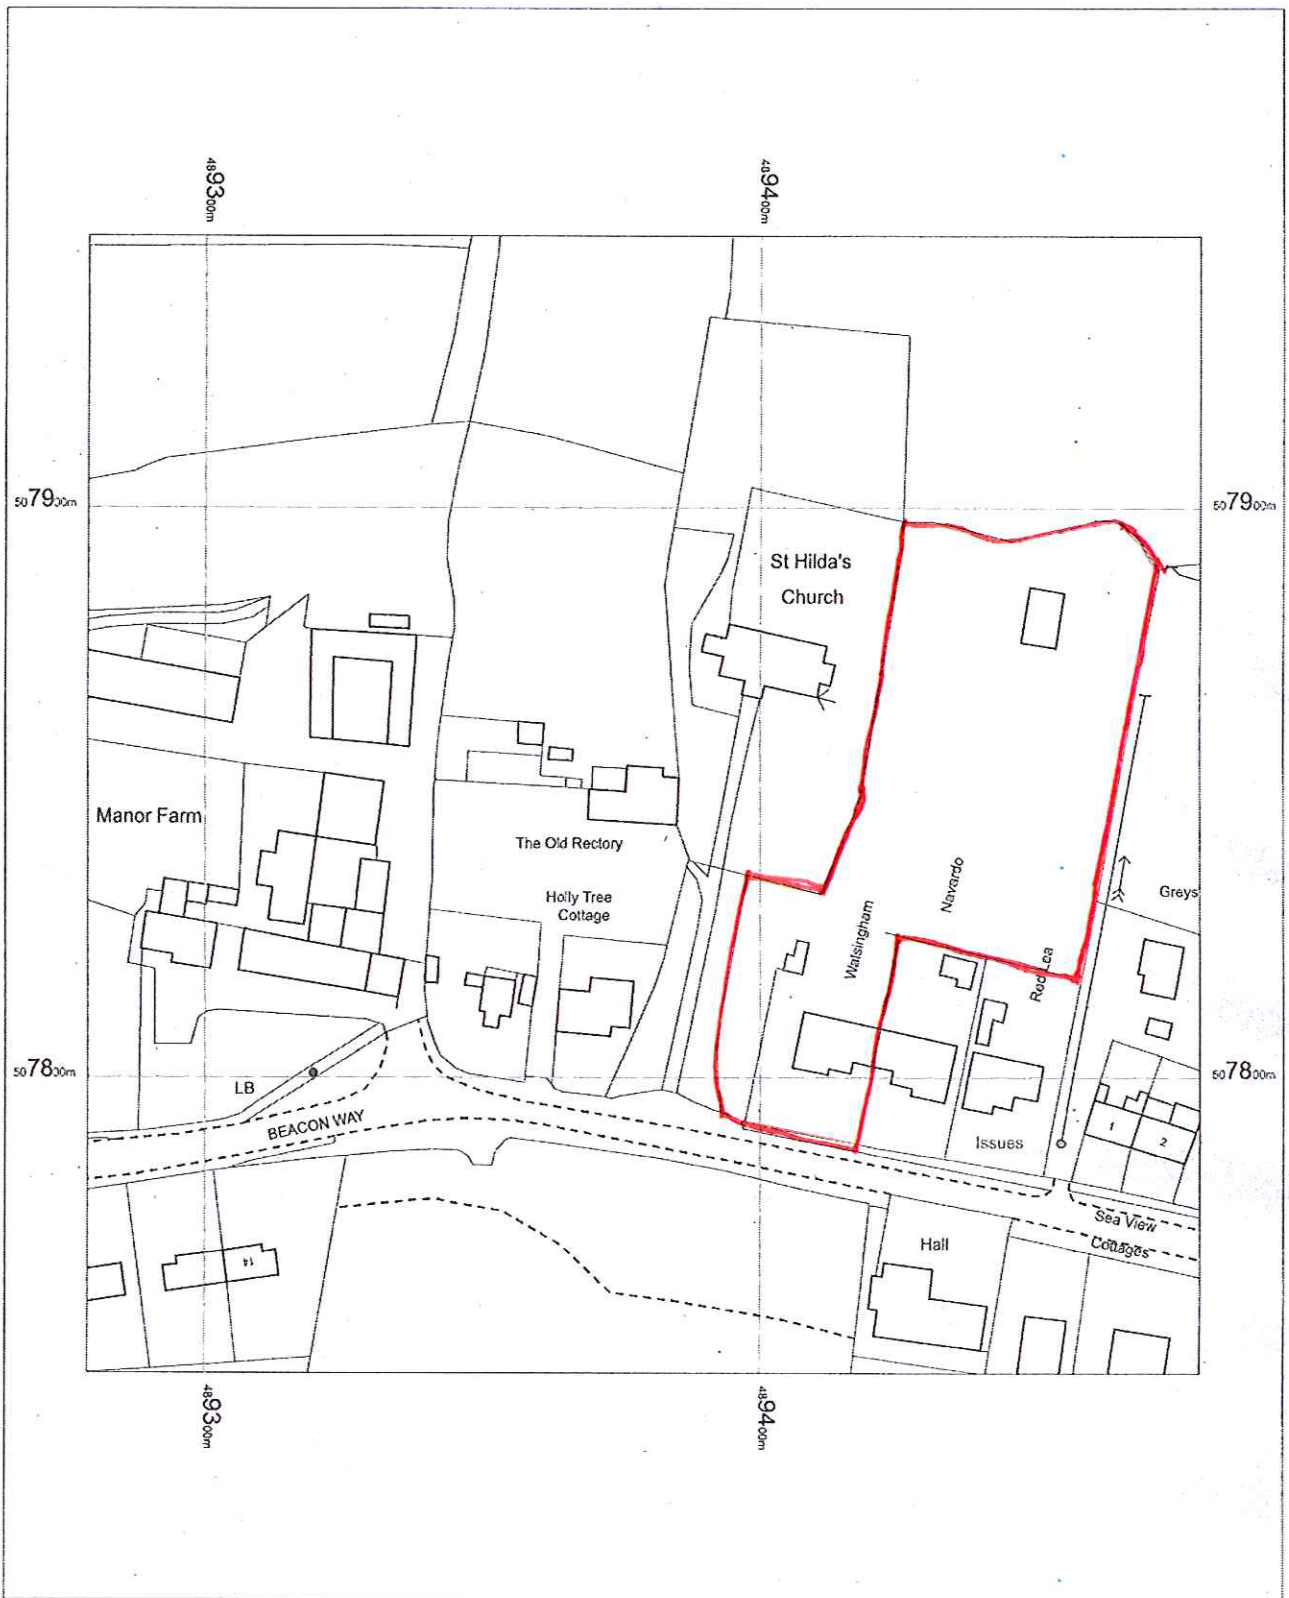 489300m
489400m
507900m
507900m
St Hilda's
Church
Manor Farm
The Old Rectory
Holly Tree
Cottage
Navardo
Walsingham
Red Lea
Greys
507800m
507800m
LB
BEACON WAY
Issues
1
2
Sea View
Cottages
Hall
14
489300m
489400m